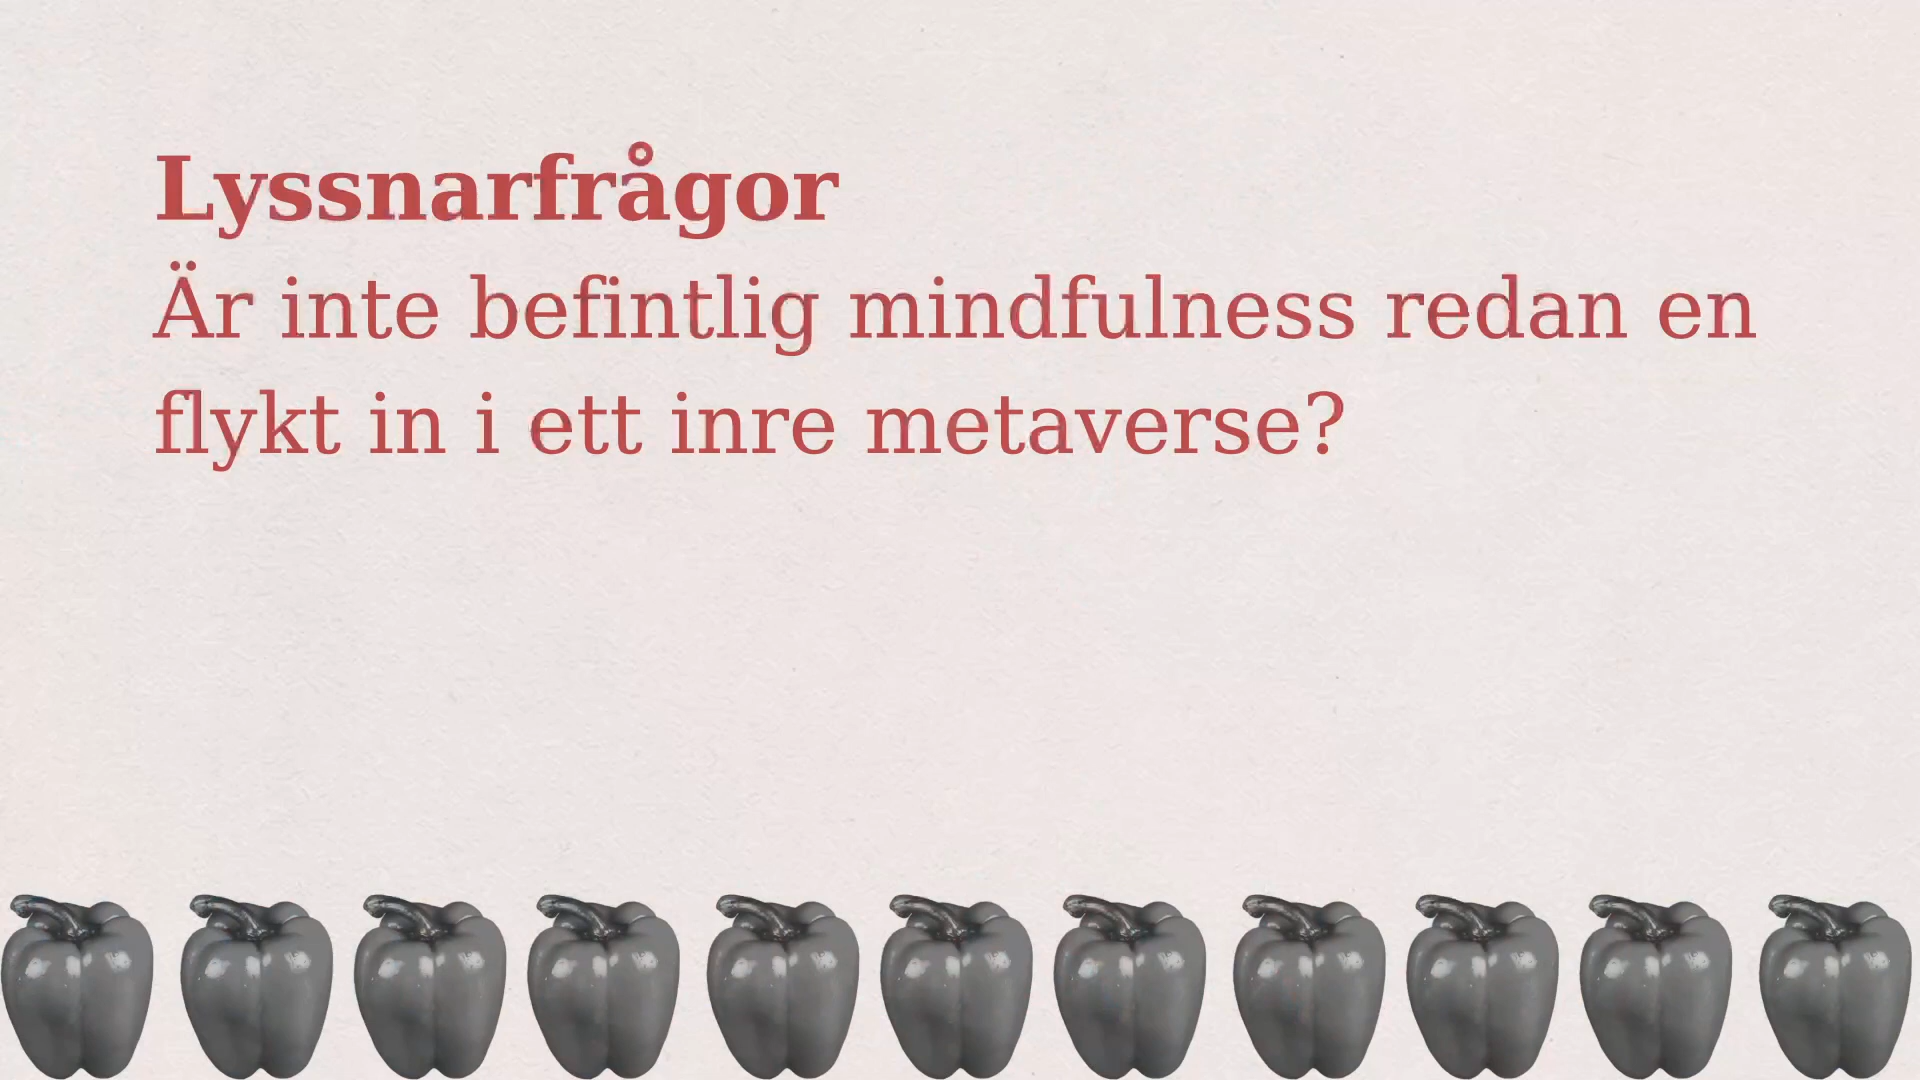 Lyssnarfrågor
Är inte befintlig mindfulness redan en
flykt in i ett inre metaverse?